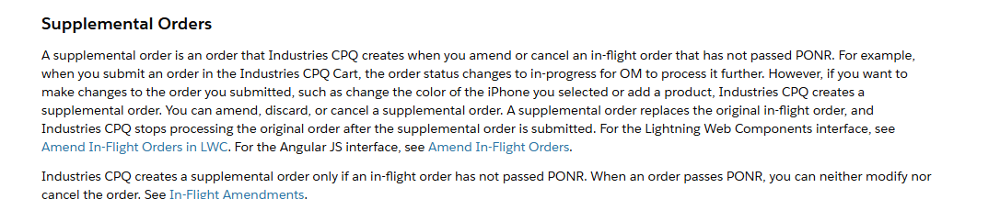 Supplemental Orders
A supplemental order is an order that Industries CPQ creates when you amend or cancel an in-flight order that has not passed PONR. For example,
when you submit an order in the Industries CPQ Cart, the order status changes to in-progress for OM to process it further. However, if you want to
make changes to the order you submitted, such as change the color of the iPhone you selected or add a product, Industries CPQ creates a
supplemental order. You can amend, discard, or cancel a supplemental order. A supplemental order replaces the original in-flight order, and
Industries CPQ stops processing the original order after the supplemental order is submitted. For the Lightning Web Components interface, see
Amend In-Flight Orders in LWC. For the Angular JS interface, see Amend In-Flight Orders.
Industries CPQ creates a supplemental order only if an in-flight order has not passed PONR. When an order passes PONR, you can neither modify nor
cancel the order. See In-Flight Amendments.